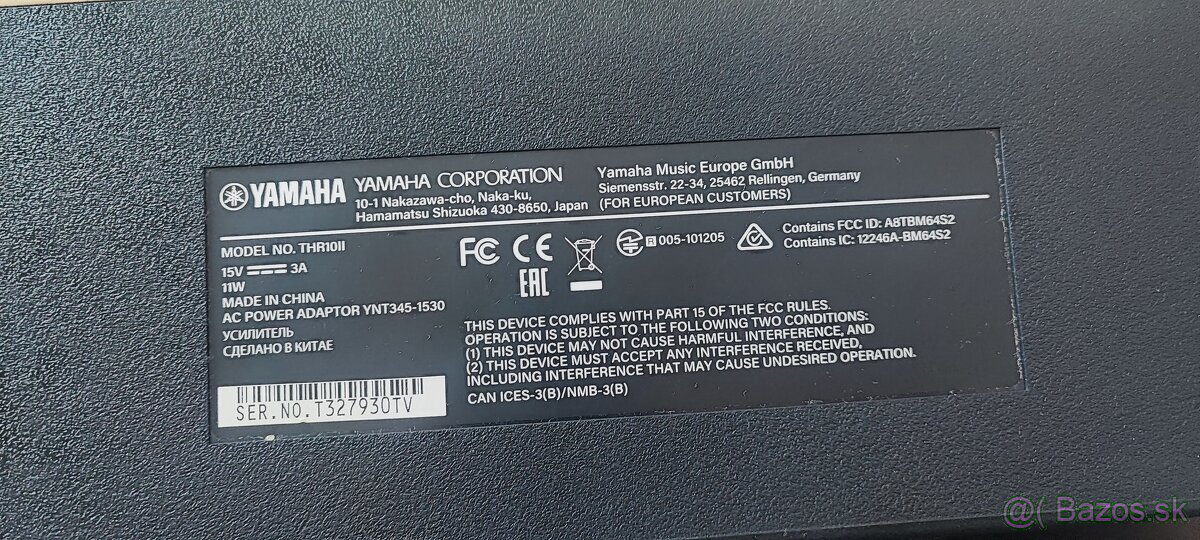 YAMAHA
YAMAHA CORPORATION
10-1 Nakazawa-cho, Naka-ku,
Hamamatsu Shizuoka 430-8650, Japan
Yamaha Music Europe GmbH
Siemensstr. 22-34, 25462 Rellingen, Germany
(FOR EUROPEAN CUSTOMERS)
MODEL NO. THR10II
15V 3A
11W
MADE IN CHINA
AC POWER ADAPTOR YNT345-1530
УСИЛИТЕЛЬ
СДЕЛАНО В КИТАЕ
SER.NO.T327930TV
FC CE
EAC
R 005-101205
Contains FCC ID: A8TBM64S2
Contains IC: 12246A-BM64S2
THIS DEVICE COMPLIES WITH PART 15 OF THE FCC RULES.
OPERATION IS SUBJECT TO THE FOLLOWING TWO CONDITIONS:
(1) THIS DEVICE MAY NOT CAUSE HARMFUL INTERFERENCE, AND
(2) THIS DEVICE MUST ACCEPT ANY INTERFERENCE RECEIVED,
INCLUDING INTERFERENCE THAT MAY CAUSE UNDESIRED OPERATION.
CAN ICES-3(B)/NMB-3(B)
@( Bazos.sk